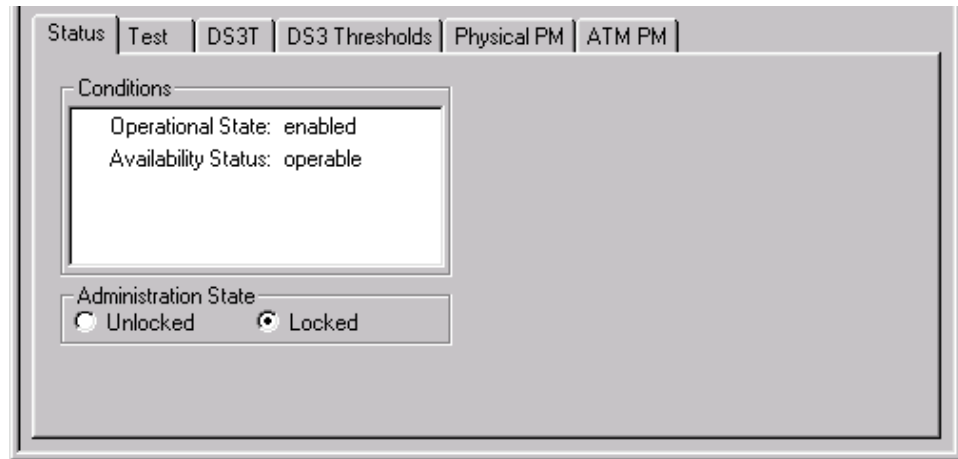 Status Test DS3T DS3 Thresholds Physical PM ATM PM
Conditions
Operational State: enabled
Availability Status: operable
Administration State
Unlocked Locked